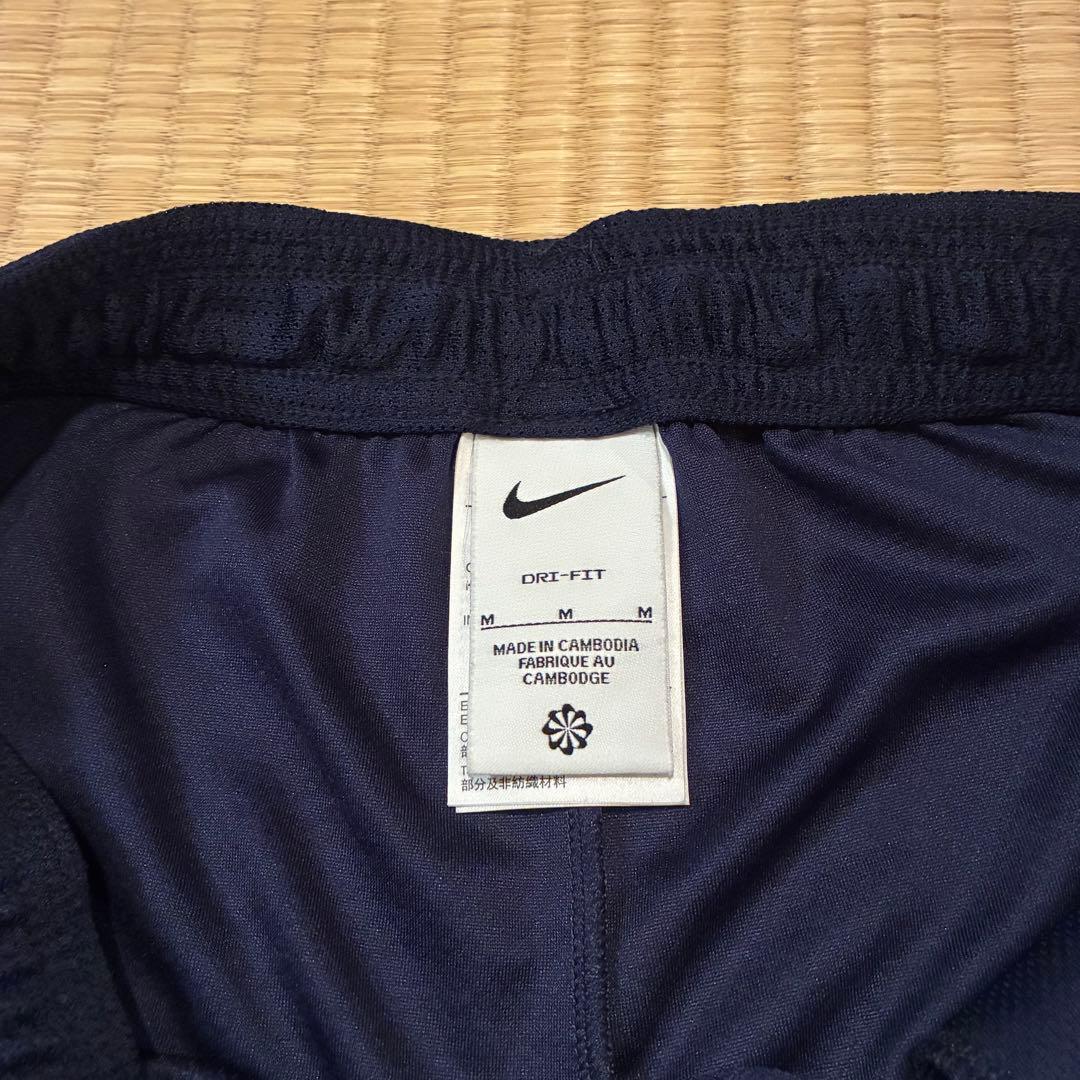 DRI-FIT
M M M
MADE IN CAMBODIA
FABRIQUE AU
CAMBODGE
部分及非紡織材料